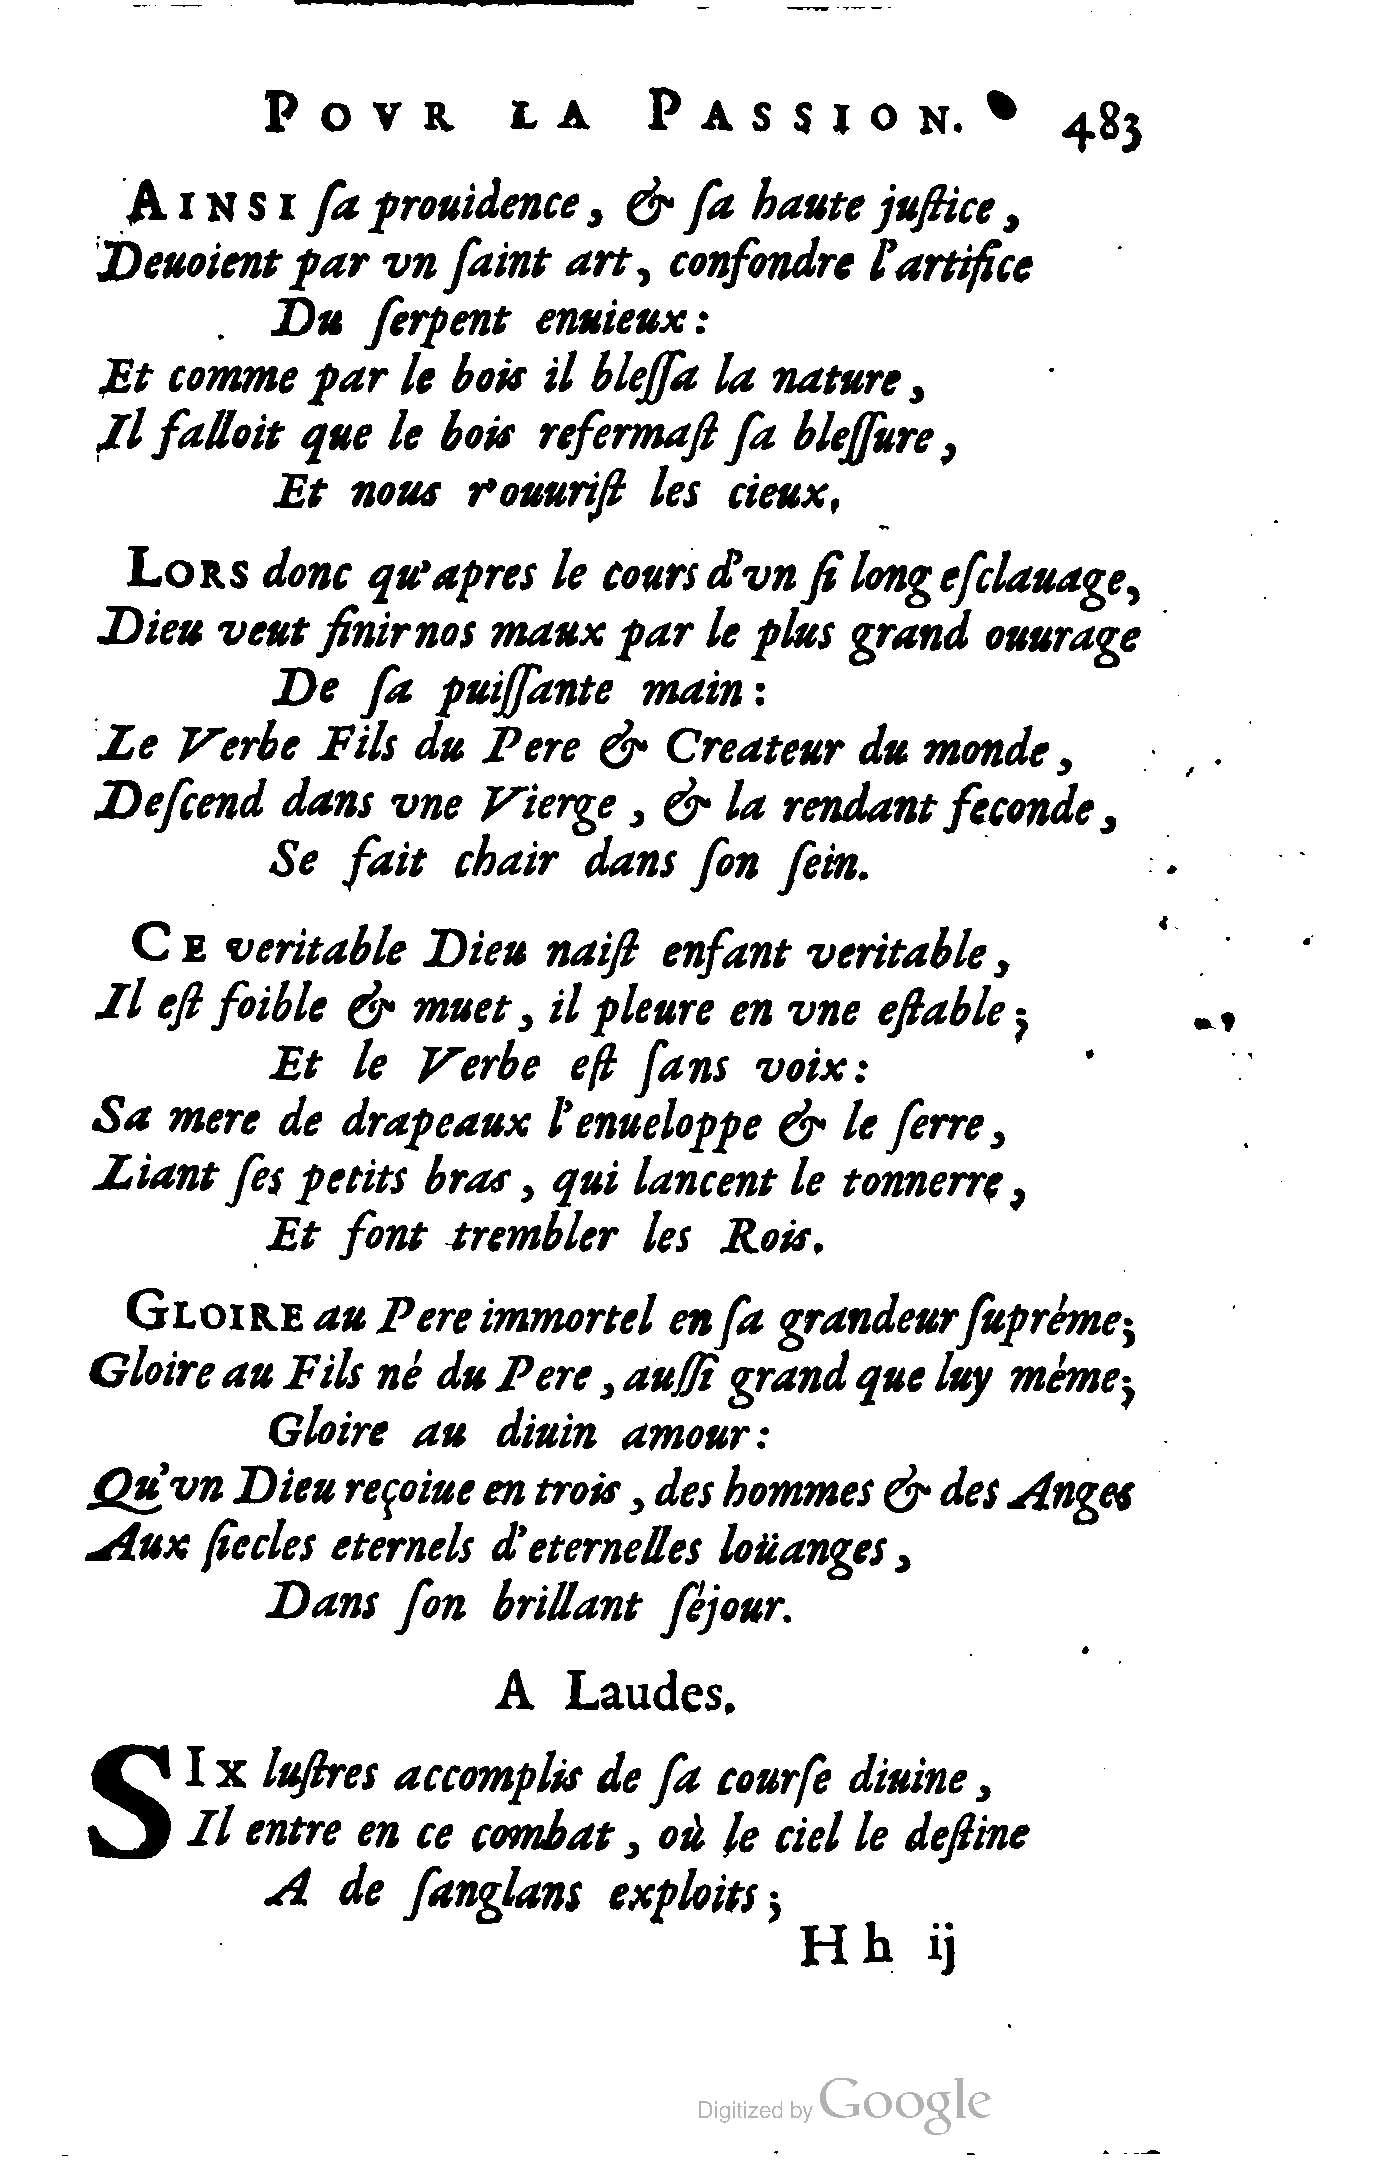 POVR LA PASSION. 483
AINSI ſa prouidence, & ſa haute juſtice,
Deuoient par vn ſaint art, confondre l'artifice
Du ſerpent enuieux:
Et comme par le bois il bleſſa la nature,
Il falloit que le bois refermaſt ſa bleſſure,
Et nous r'ouuriſt les cieux.
LORS donc qu'apres le cours d'vn ſi long eſclauage,
Dieu veut finir nos maux par le plus grand ouurage
De ſa puiſſante main:
Le Verbe Fils du Pere & Createur du monde,
Deſcend dans vne Vierge, & la rendant feconde,
Se fait chair dans ſon ſein.
CE veritable Dieu naiſt enfant veritable,
Il eſt foible & muet, il pleure en vne eſtable;
Et le Verbe eſt ſans voix:
Sa mere de drapeaux l'enueloppe & le ſerre,
Liant ſes petits bras, qui lancent le tonnerre,
Et font trembler les Rois.
GLOIRE au Pere immortel en ſa grandeur ſupréme;
Gloire au Fils né du Pere, auſſi grand que luy méme;
Gloire au diuin amour:
Qu'vn Dieu reçoiue en trois, des hommes & des Anges
Aux ſiecles eternels d'eternelles loüanges,
Dans ſon brillant ſéjour.
A Laudes.
SIX luſtres accomplis de ſa courſe diuine,
Il entre en ce combat, où le ciel le deſtine
A de ſanglans exploits;
Hh ij
Digitized by Google